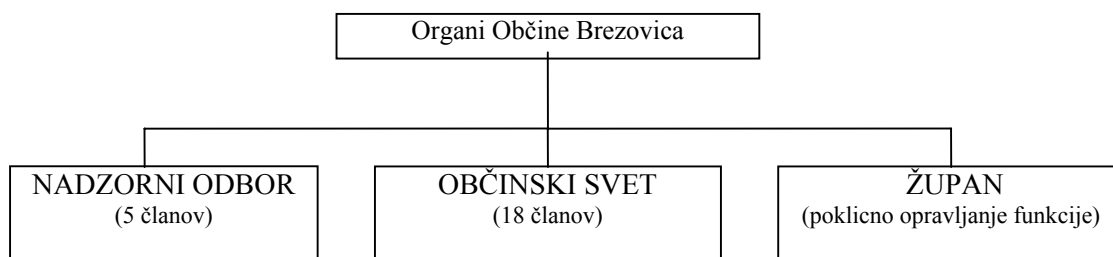 Organi Občine Brezovica
NADZORNI ODBOR
(5 članov)
OBČINSKI SVET
(18 članov)
ŽUPAN
(poklicno opravljanje funkcije)